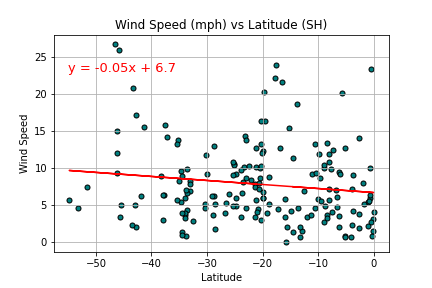 Wind Speed (mph) vs Latitude (SH)
y = -0.05x + 6.7
Wind Speed
25
20
15
10
5
0
−50 −40 −30 −20 −10 0
Latitude